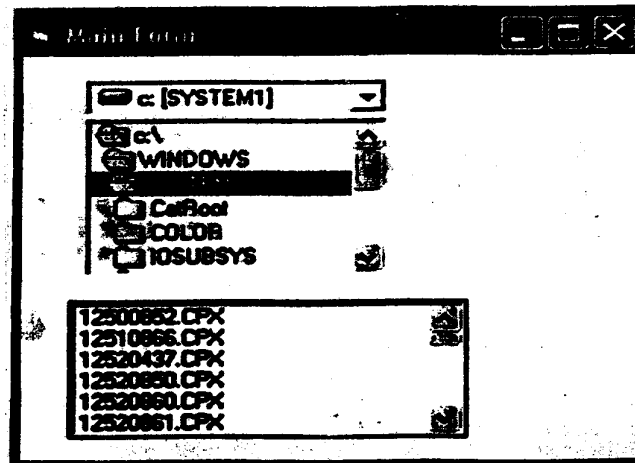 Main Form
c: [SYSTEM1]
c:\
WINDOWS
CatRoot
COLOR
IOSUBSYS
12500852.CPX
12510866.CPX
12520437.CPX
12520850.CPX
12520860.CPX
12520861.CPX